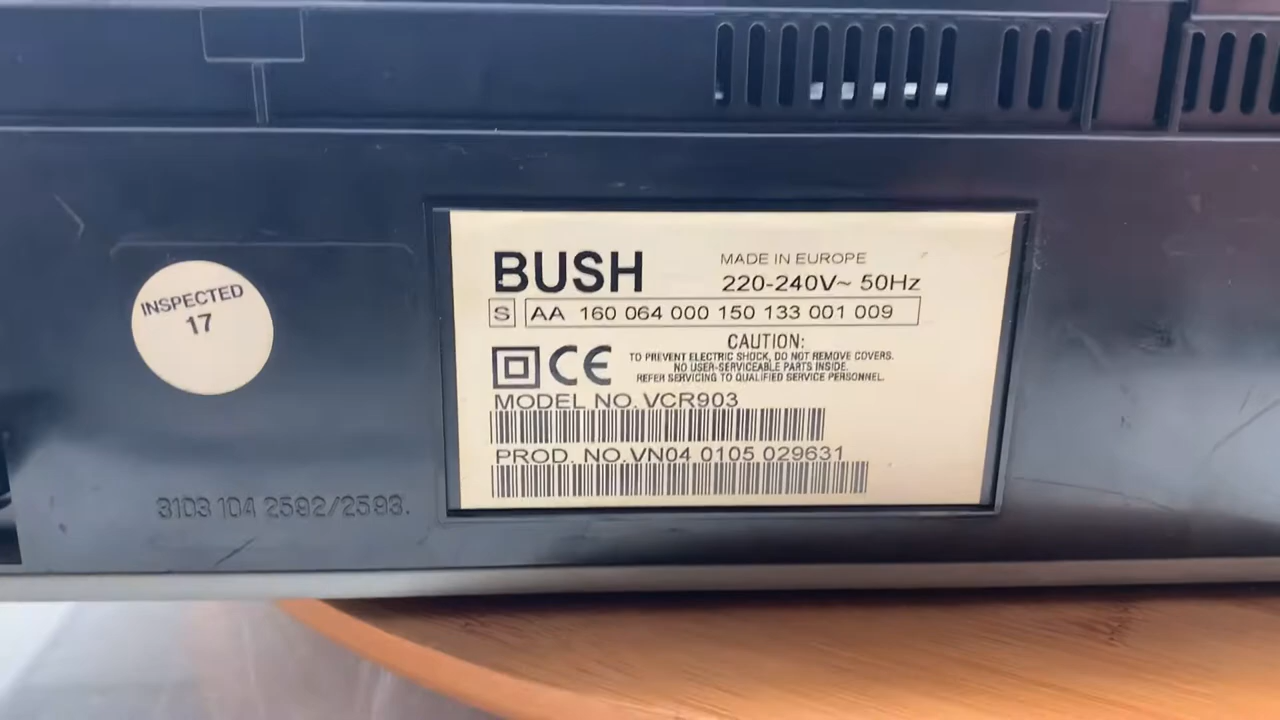 INSPECTED
17
3103 104 2592/2593.
BUSH
MADE IN EUROPE
220-240V~ 50Hz
S AA 160 064 000 150 133 001 009
CAUTION:
TO PREVENT ELECTRIC SHOCK, DO NOT REMOVE COVERS.
NO USER-SERVICEABLE PARTS INSIDE.
REFER SERVICING TO QUALIFIED SERVICE PERSONNEL.
CE
MODEL NO. VCR903
PROD. NO. VN04 0105 029631